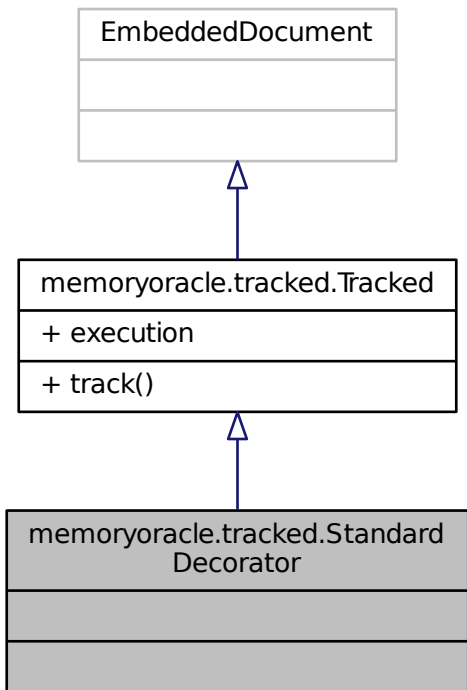 EmbeddedDocument
memoryoracle.tracked.Tracked
+ execution
+ track()
memoryoracle.tracked.Standard
Decorator